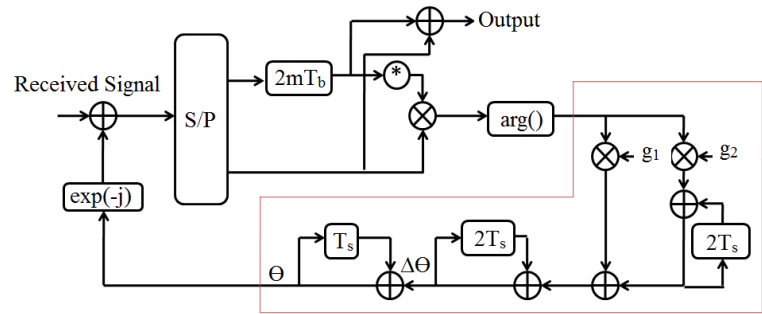 Output
Received Signal
2mT_b
*
S/P
arg()
g_1
g_2
exp(-j)
T_s
2T_s
2T_s
ϴ
Δϴ